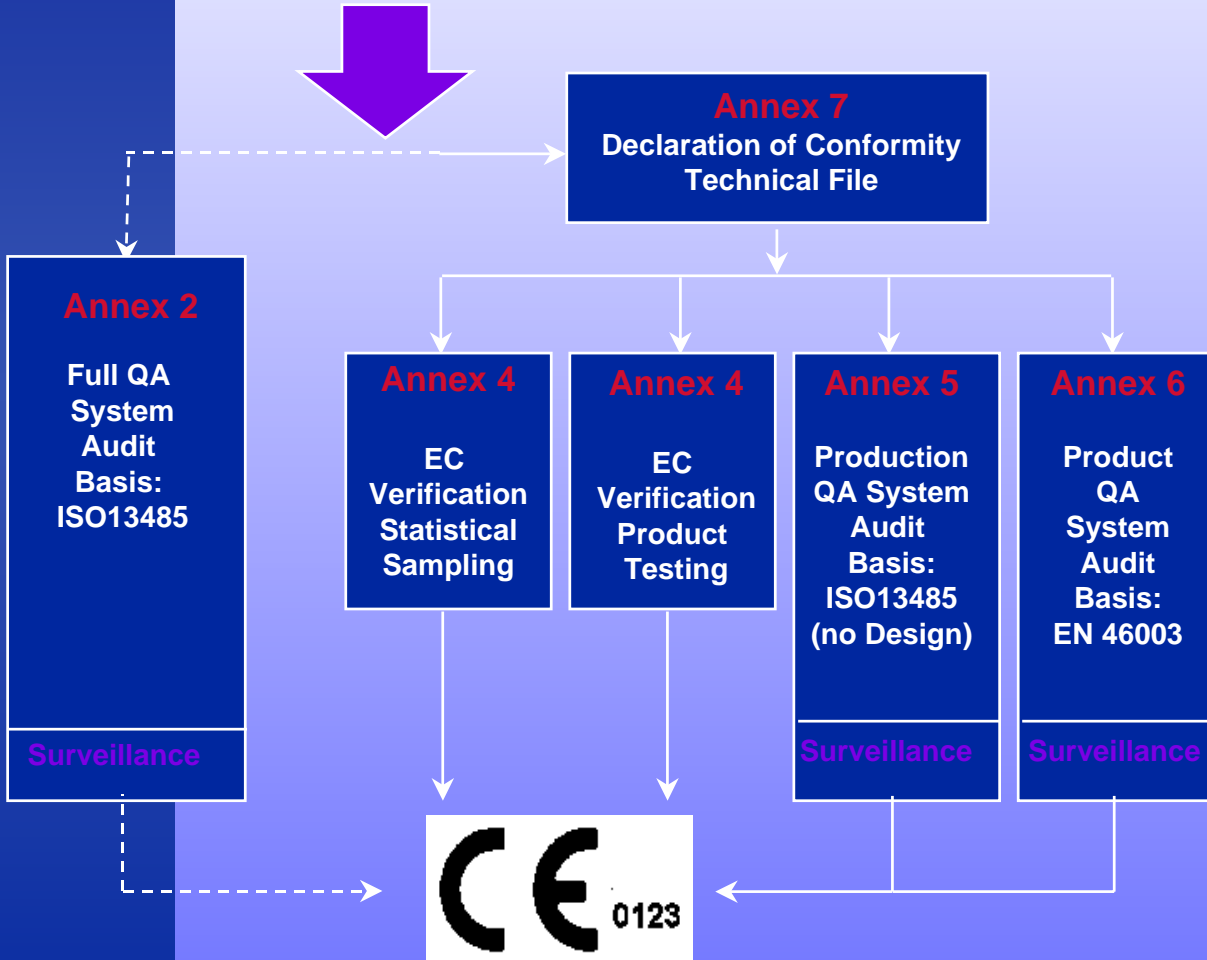 Annex 7
Declaration of Conformity
Technical File
Annex 2
Full QA
System
Audit
Basis:
ISO13485
Surveillance
Annex 4
EC
Verification
Statistical
Sampling
Annex 4
EC
Verification
Product
Testing
Annex 5
Production
QA System
Audit
Basis:
ISO13485
(no Design)
Surveillance
Annex 6
Product
QA
System
Audit
Basis:
EN 46003
Surveillance
CE 0123